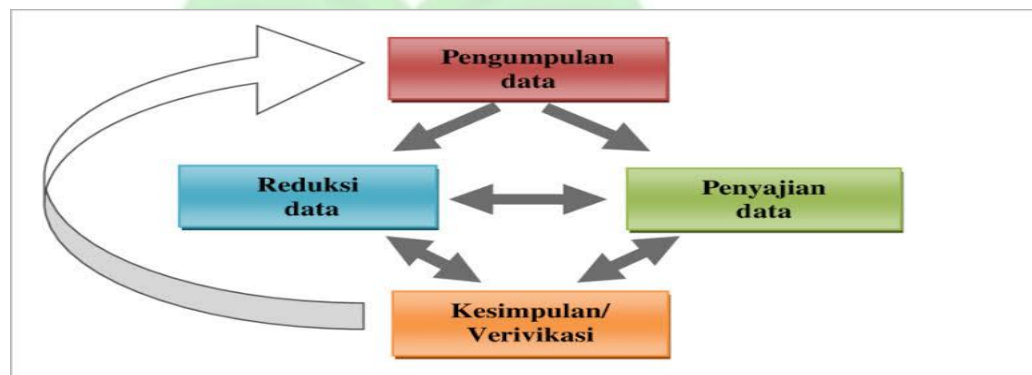 Pengumpulan
data
Reduksi
data
Penyajian
data
Kesimpulan/
Verivikasi